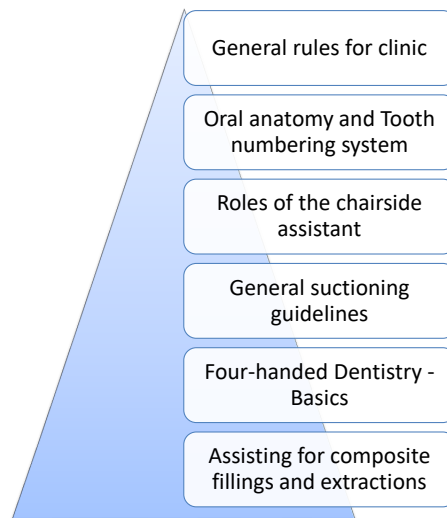 General rules for clinic
Oral anatomy and Tooth
numbering system
Roles of the chairside
assistant
General suctioning
guidelines
Four-handed Dentistry -
Basics
Assisting for composite
fillings and extractions